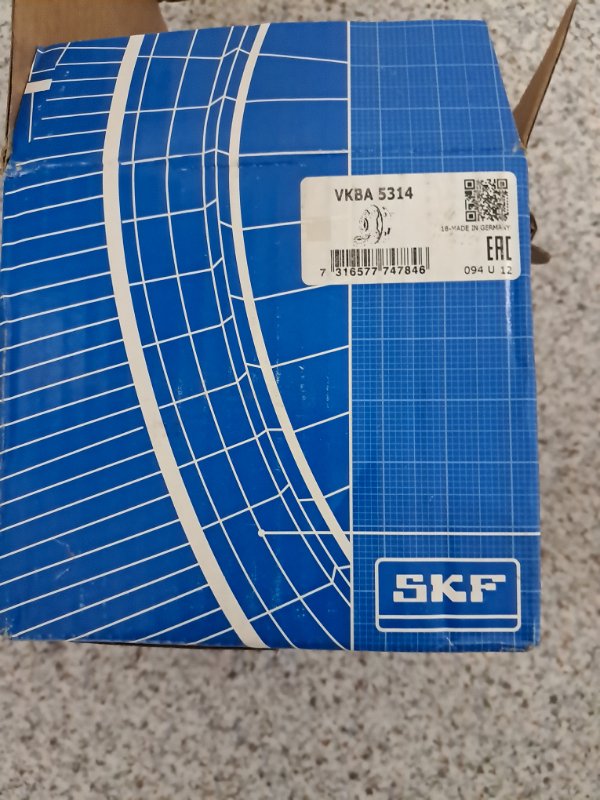 VKBA 5314
18-MADE IN GERMANY
EAC
7 316577 747846
094 U 12
SKF